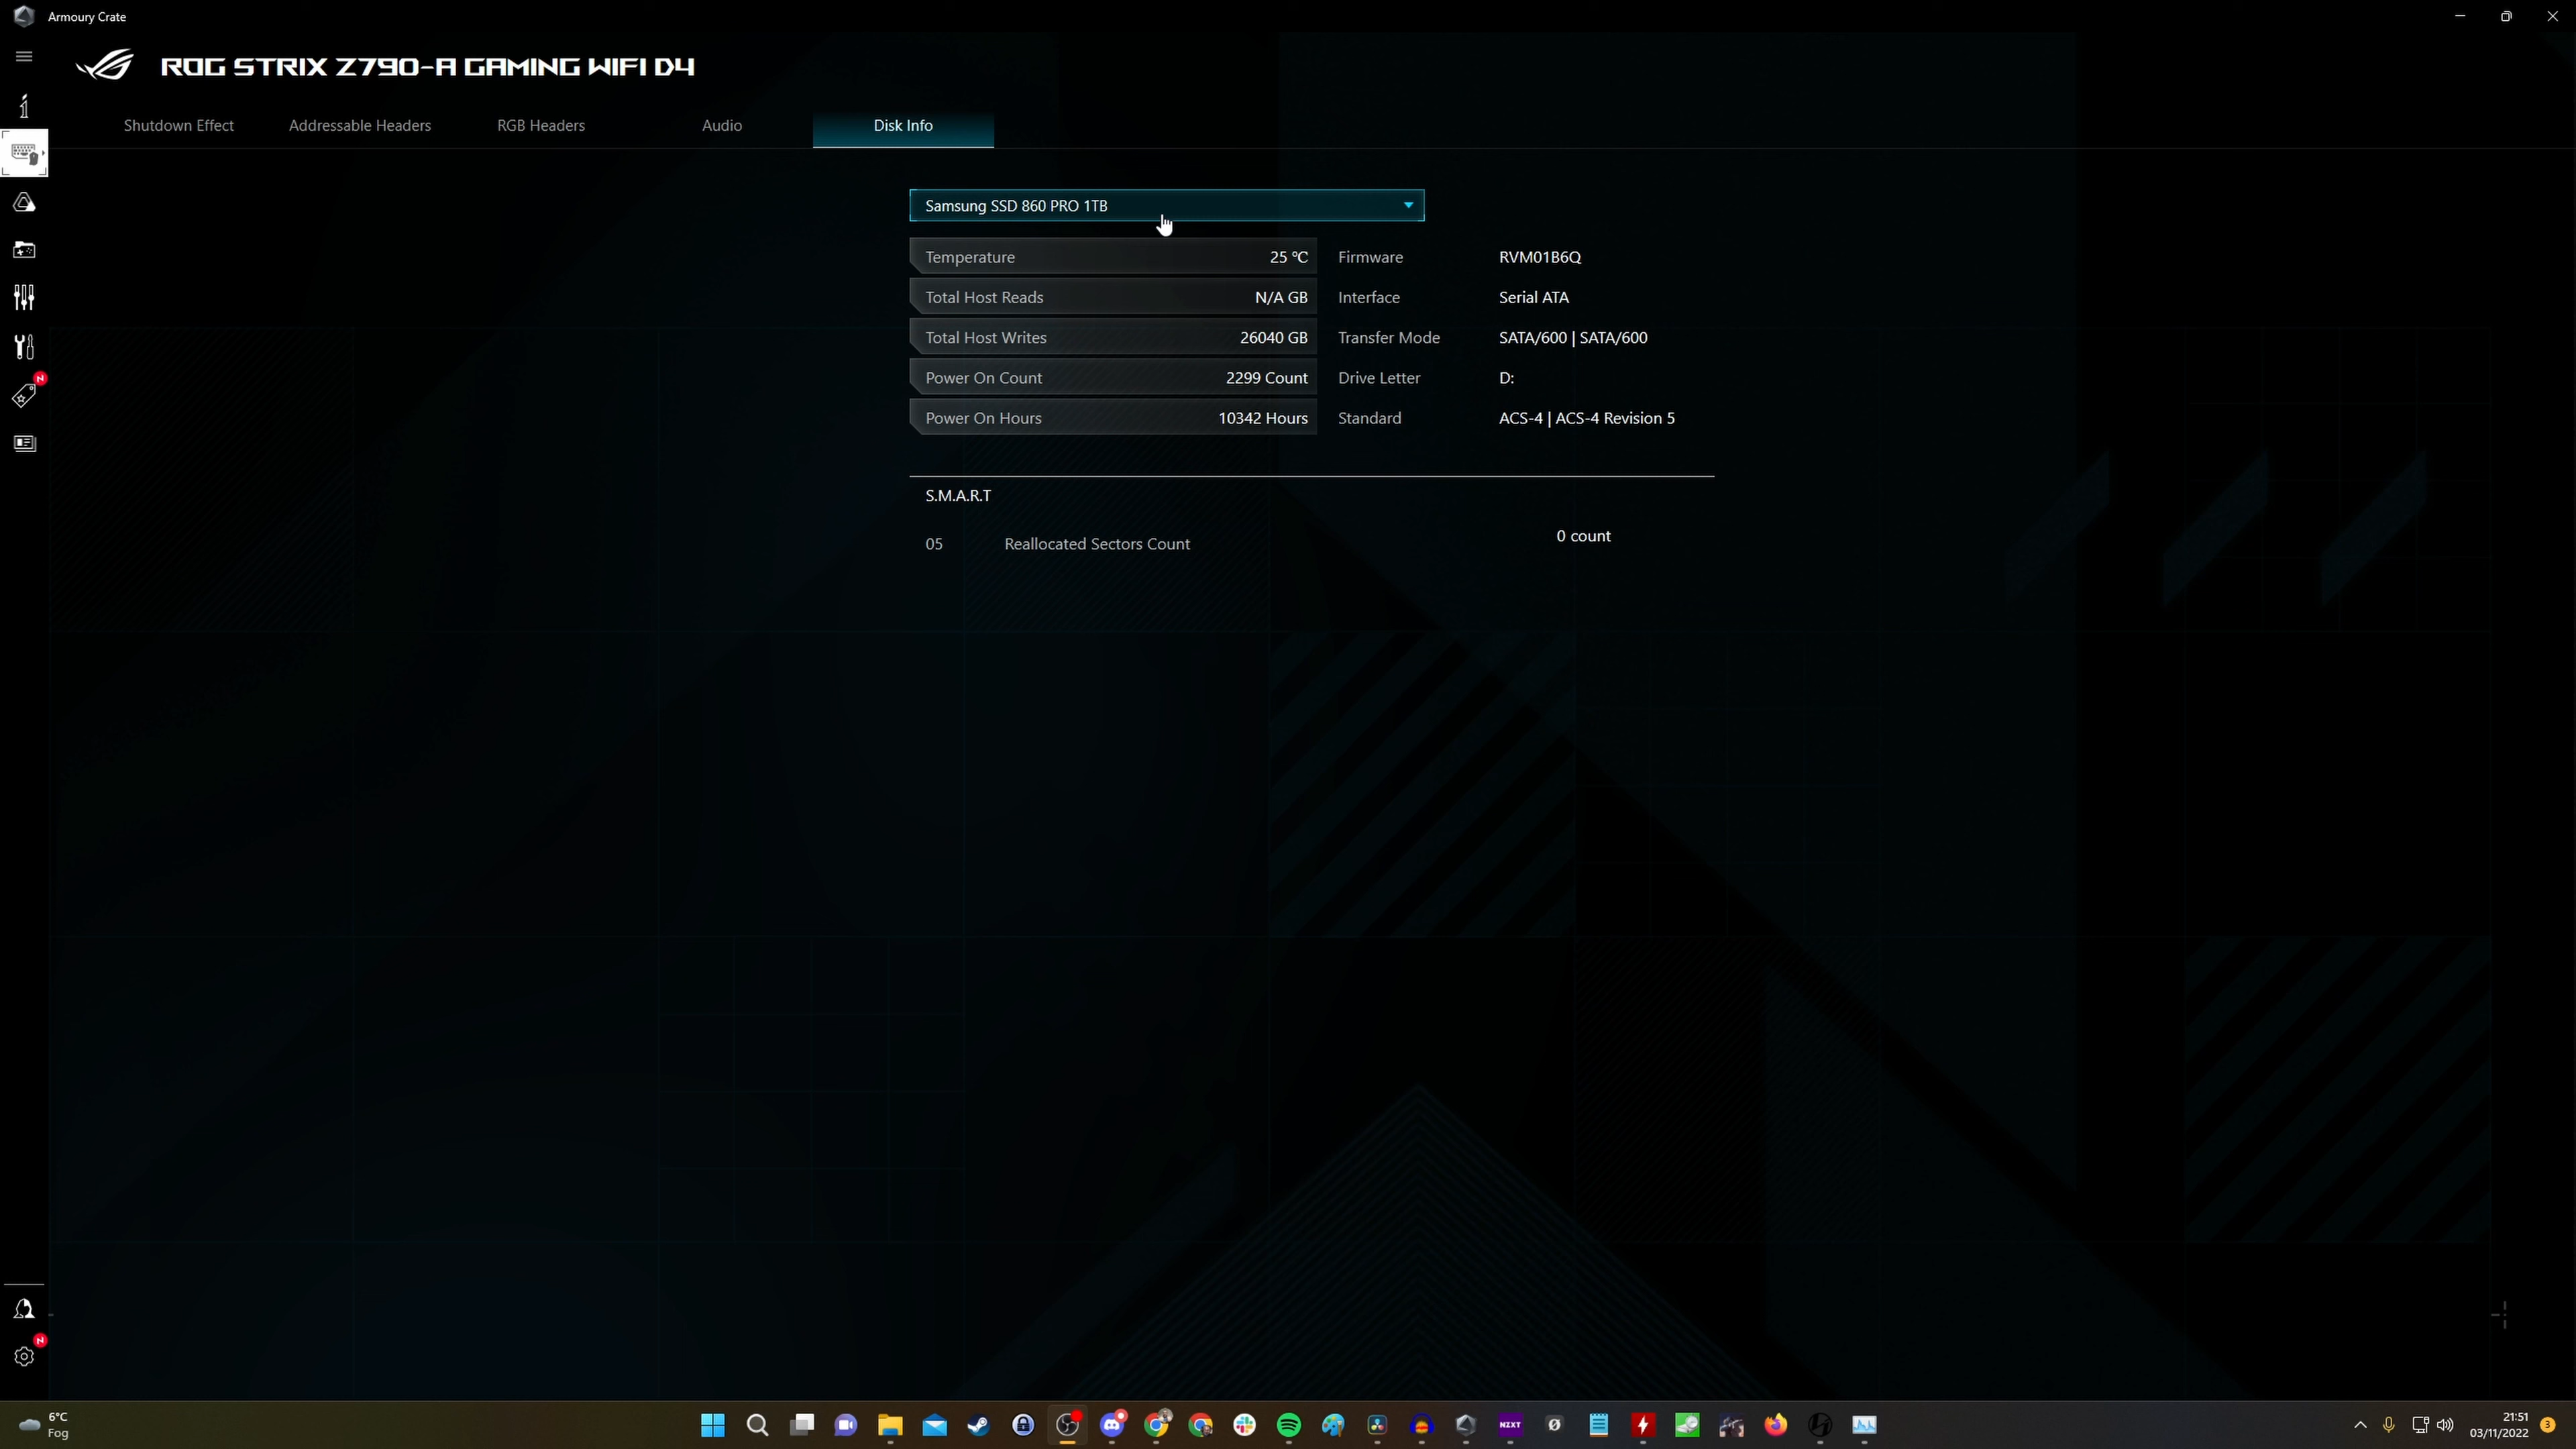 Armoury Crate
ROG STRIX Z790-A GAMING WIFI D4
Shutdown Effect Addressable Headers RGB Headers Audio Disk Info
Samsung SSD 860 PRO 1TB
Temperature 25 °C Firmware RVM01B6Q
Total Host Reads N/A GB Interface Serial ATA
Total Host Writes 26040 GB Transfer Mode SATA/600 | SATA/600
Power On Count 2299 Count Drive Letter D:
Power On Hours 10342 Hours Standard ACS-4 | ACS-4 Revision 5
S.M.A.R.T
05 Reallocated Sectors Count 0 count
N
N
6°C
Fog
NZXT
21:51
03/11/2022
3